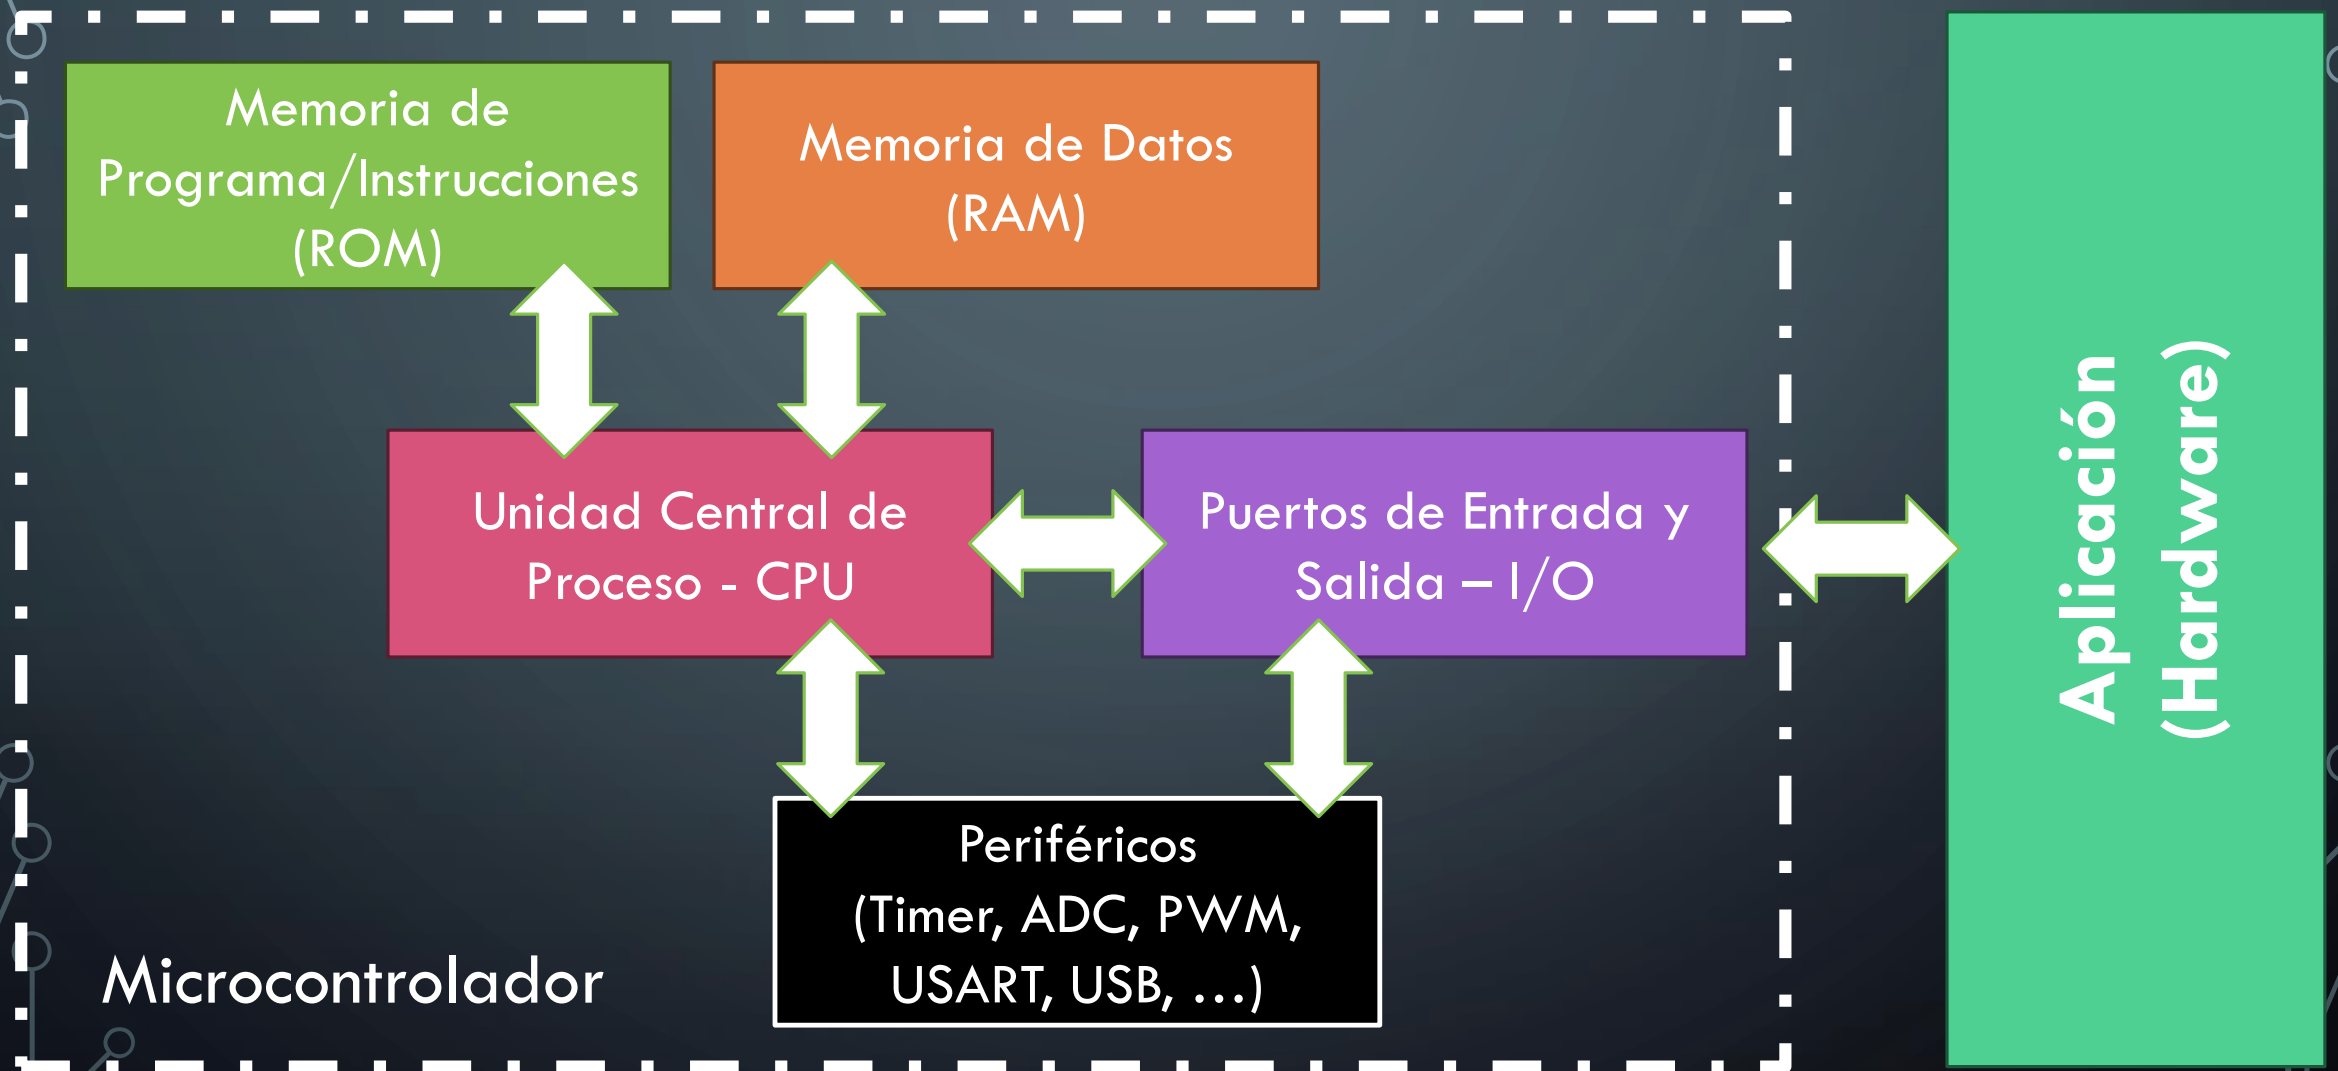 Memoria de
Programa/Instrucciones
(ROM)
Memoria de Datos
(RAM)
Unidad Central de
Proceso - CPU
Puertos de Entrada y
Salida – I/O
Periféricos
(Timer, ADC, PWM,
USART, USB, ...)
Microcontrolador
Aplicación
(Hardware)